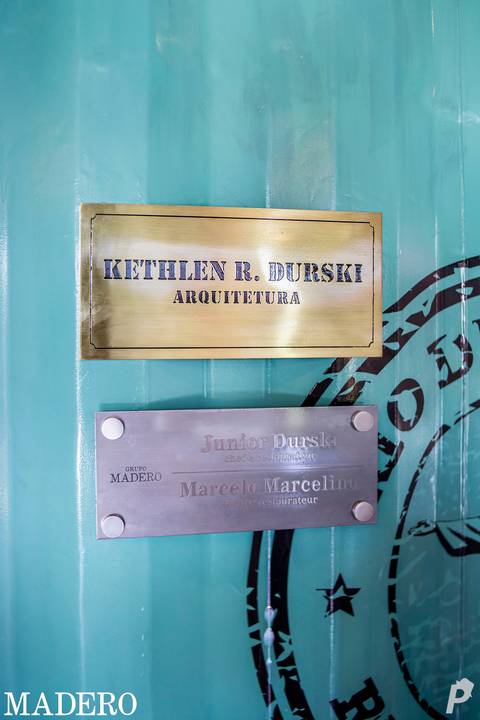 KETHLEN R. DURSKI
ARQUITETURA
Junior Durski
GRUPO
MADERO
Marcelo Marcelino
MADERO